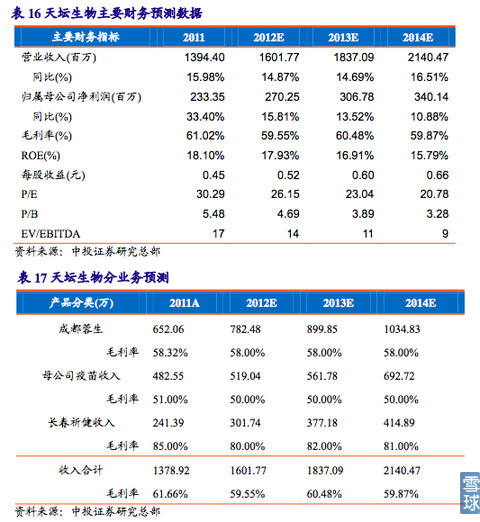 表 16 天坛生物主要财务预测数据
主要财务指标 2011 2012E 2013E 2014E
营业收入(百万) 1394.40 1601.77 1837.09 2140.47
同比(%) 15.98% 14.87% 14.69% 16.51%
归属母公司净利润(百万) 233.35 270.25 306.78 340.14
同比(%) 33.40% 15.81% 13.52% 10.88%
毛利率(%) 61.02% 59.55% 60.48% 59.87%
ROE(%) 18.10% 17.93% 16.91% 15.79%
每股收益(元) 0.45 0.52 0.60 0.66
P/E 30.29 26.15 23.04 20.78
P/B 5.48 4.69 3.89 3.28
EV/EBITDA 17 14 11 9
资料来源：中投证券研究总部
表 17 天坛生物分业务预测
产品分类(万) 2011A 2012E 2013E 2014E
成都蓉生 652.06 782.48 899.85 1034.83
毛利率 58.32% 58.00% 58.00% 58.00%
母公司疫苗收入 482.55 519.04 561.78 692.72
毛利率 51.00% 50.00% 50.00% 50.00%
长春祈健收入 241.39 301.74 377.18 414.89
毛利率 85.00% 80.00% 82.00% 81.00%
收入合计 1378.92 1601.77 1837.09 2140.47
毛利率 61.66% 59.55% 60.48% 59.87%
资料来源：中投证券研究总部
雪球